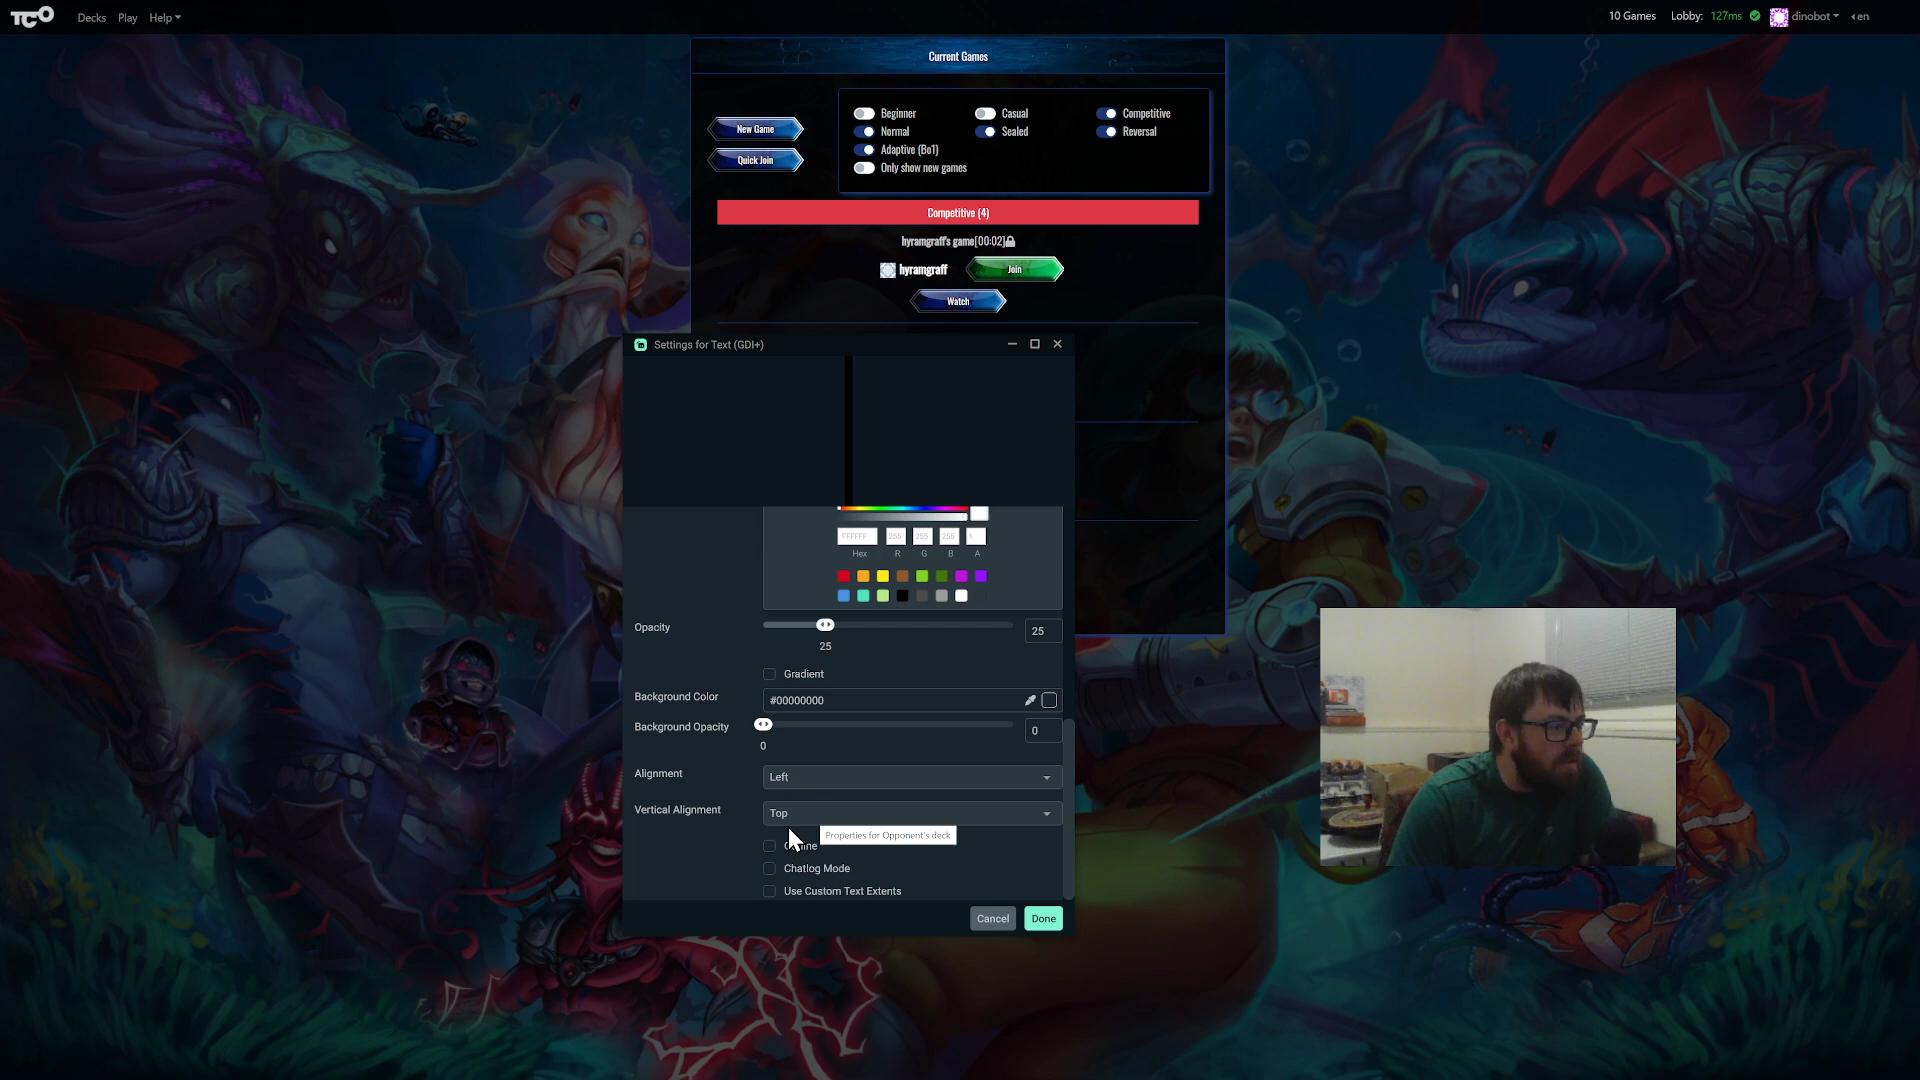 TCO Decks Play Help
10 Games Lobby: 127ms dinobot en
Current Games
New Game
Quick Join
Beginner Casual Competitive
Normal Sealed Reversal
Adaptive (Bo1)
Only show new games
Competitive (4)
hyramgraff's game[00:02]
hyramgraff Join
Watch
Settings for Text (GDI+)
FFFFFF 255 255 255 1
Hex R G B A
Opacity 25
25
Gradient
Background Color #00000000
Background Opacity 0
0
Alignment Left
Vertical Alignment Top
Properties for Opponent's deck
Chatlog Mode
Use Custom Text Extents
Cancel Done